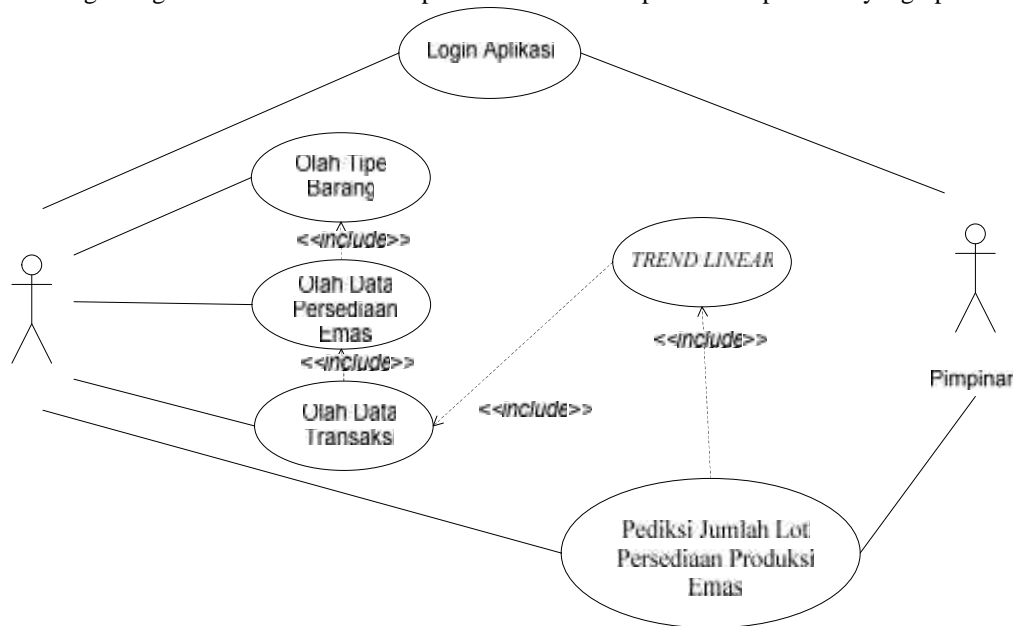 Login Aplikasi
Olah Tipe
Barang
<<include>>
Olah Data
Persediaan
Emas
<<include>>
Olah Data
Transaksi
TREND LINEAR
<<include>>
<<include>>
Pimpinan
Pediksi Jumlah Lot
Persediaan Produksi
Emas